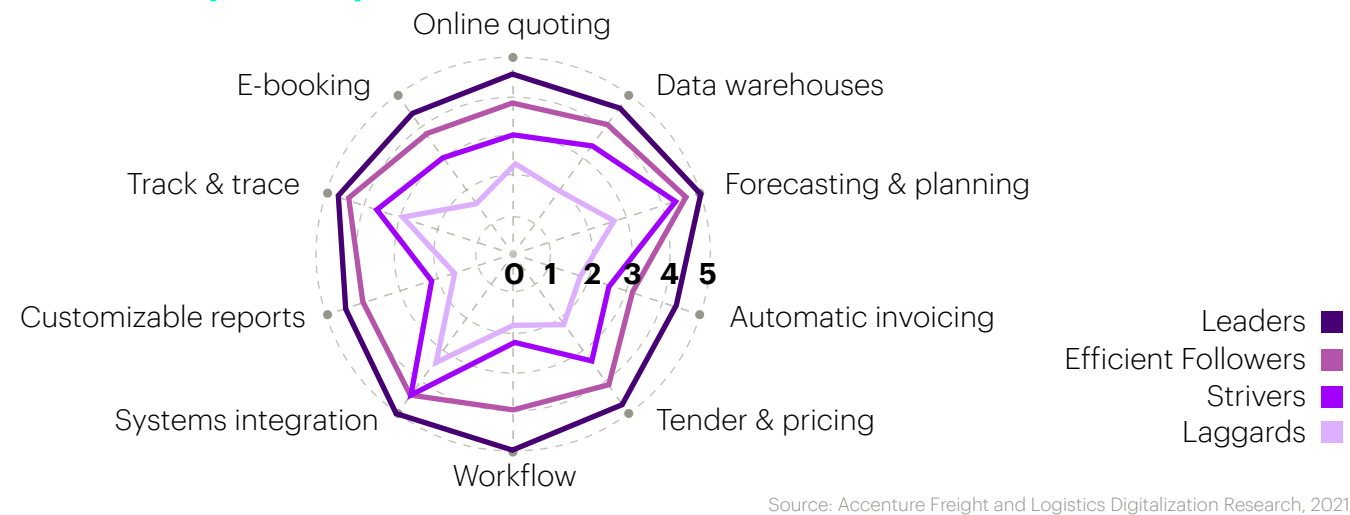 Online quoting
E-booking
Data warehouses
Track & trace
Forecasting & planning
0 1 2 3 4 5
Customizable reports
Automatic invoicing
Leaders
Efficient Followers
Strivers
Laggards
Systems integration
Tender & pricing
Workflow
Source: Accenture Freight and Logistics Digitalization Research, 2021